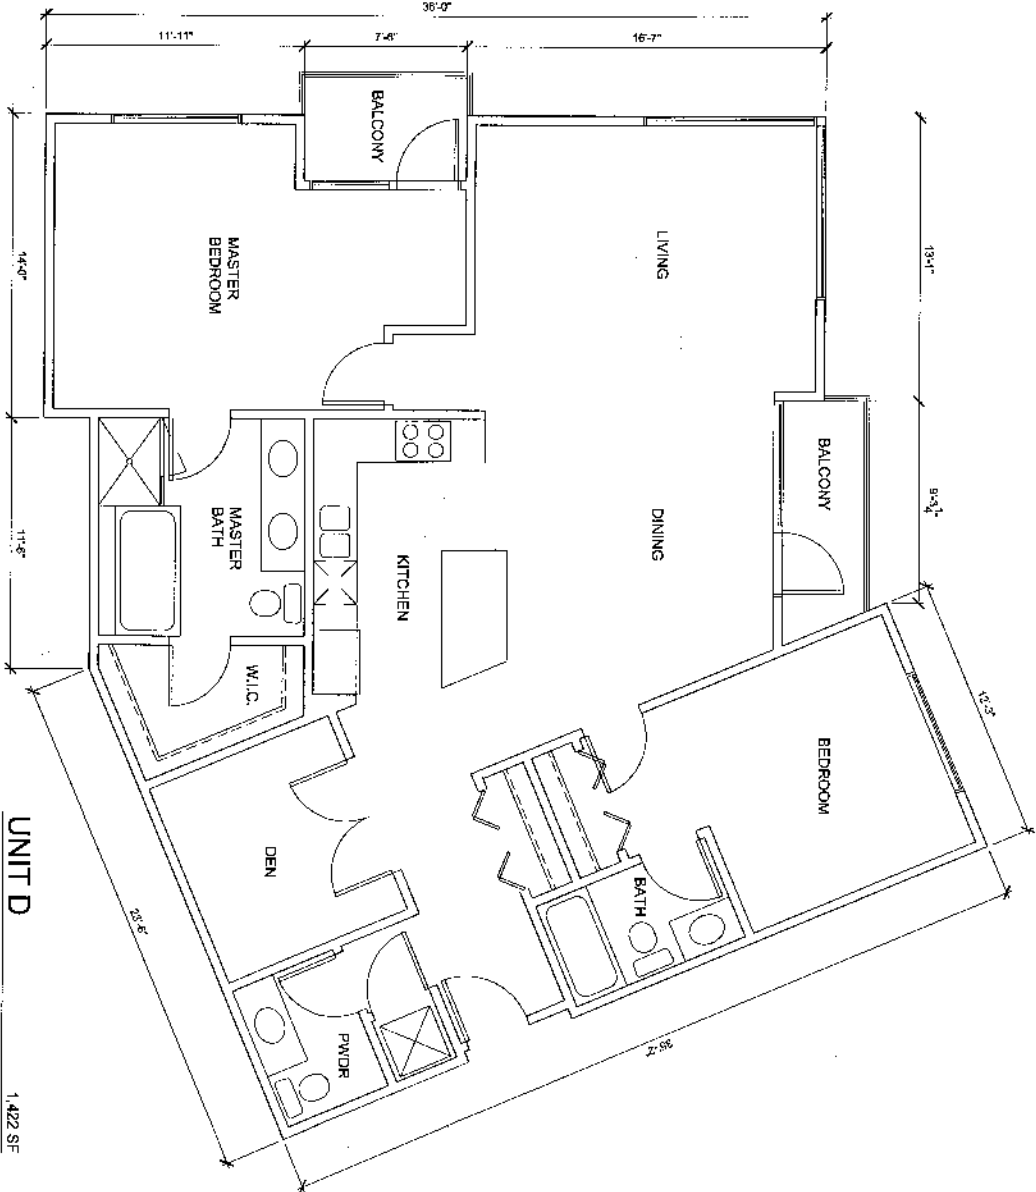 36'-0"
11'-11"
7'-6"
16'-7"
BALCONY
13'-1"
LIVING
MASTER
BEDROOM
14'-0"
BALCONY
DINING
MASTER
BATH
KITCHEN
11'-6"
W.I.C.
12'-3"
BEDROOM
DEN
BATH
PWDR
UNIT D
1,422 SF